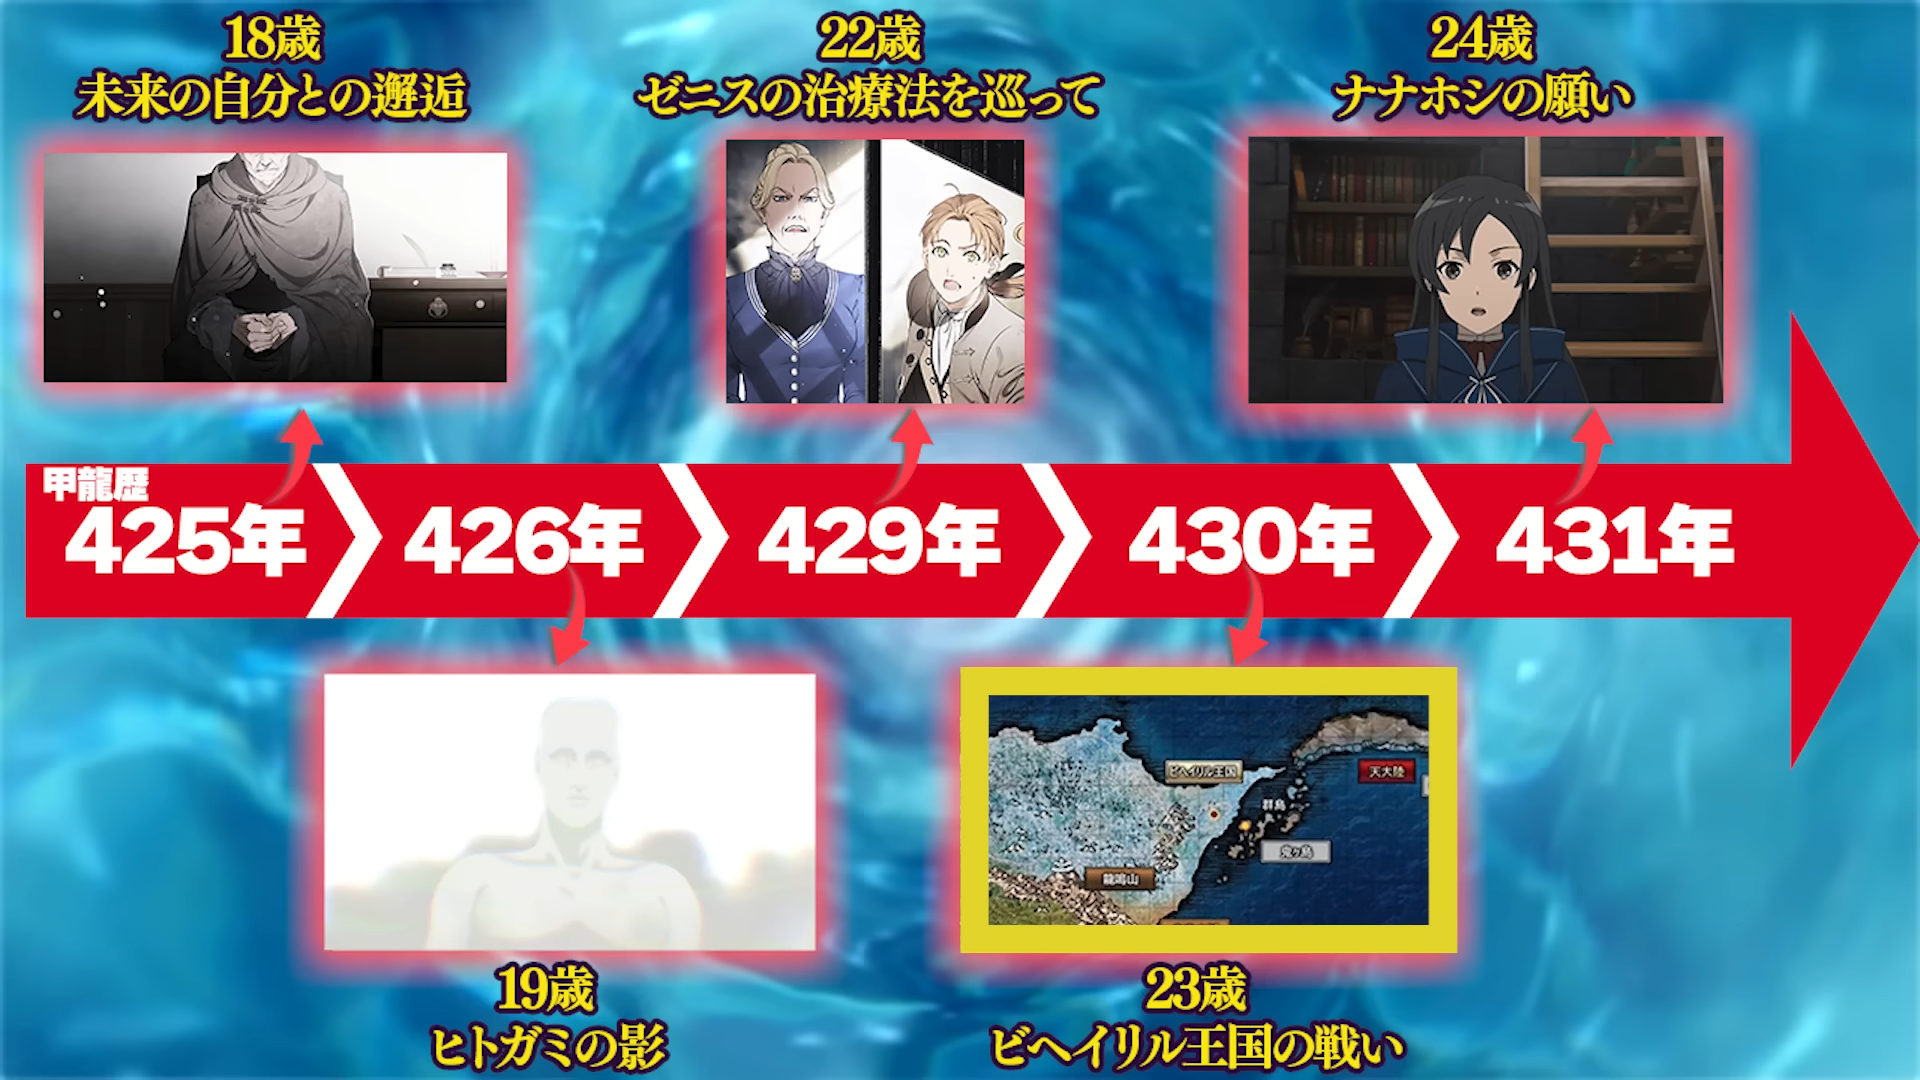 18歳
未来の自分との邂逅
22歳
ゼニスの治療法を巡って
24歳
ナナホシの願い
甲龍歴
425年
426年
429年
430年
431年
ビヘイリル王国
天大陸
群島
鬼ヶ島
龍鳴山
19歳
ヒトガミの影
23歳
ビヘイリル王国の戦い